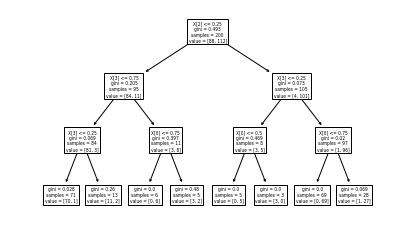 X[2] <= 0.25
gini = 0.493
samples = 200
value = [88, 112]
X[3] <= 0.75
gini = 0.205
samples = 95
value = [84, 11]
X[3] <= 0.25
gini = 0.073
samples = 105
value = [4, 101]
X[3] <= 0.25
gini = 0.069
samples = 84
value = [81, 3]
X[0] <= 0.75
gini = 0.397
samples = 11
value = [3, 8]
X[0] <= 0.5
gini = 0.469
samples = 8
value = [3, 5]
X[0] <= 0.75
gini = 0.02
samples = 97
value = [1, 96]
gini = 0.028
samples = 71
value = [70, 1]
gini = 0.26
samples = 13
value = [11, 2]
gini = 0.0
samples = 6
value = [0, 6]
gini = 0.48
samples = 5
value = [3, 2]
gini = 0.0
samples = 5
value = [0, 5]
gini = 0.0
samples = 3
value = [3, 0]
gini = 0.0
samples = 69
value = [0, 69]
gini = 0.069
samples = 28
value = [1, 27]